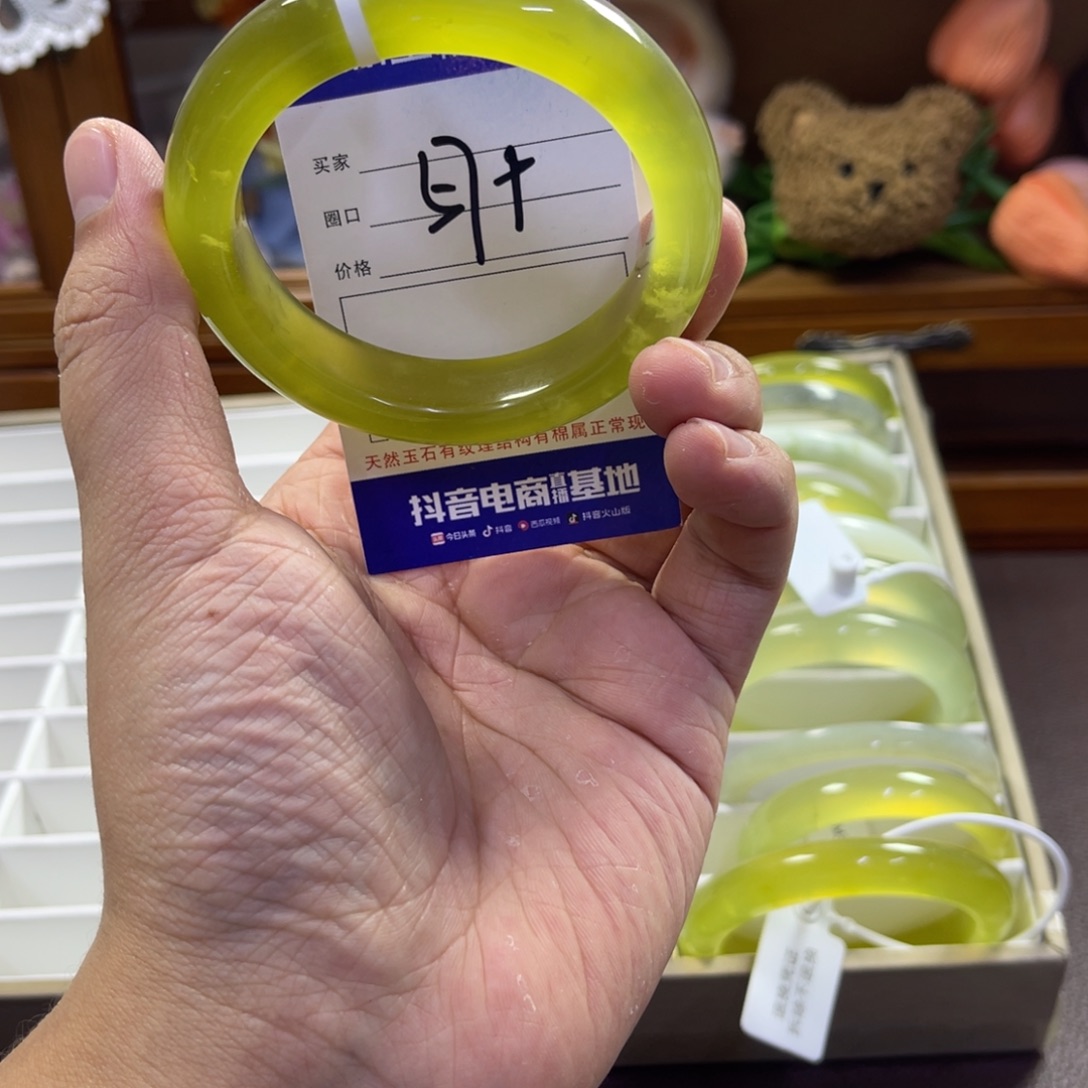 买家
圈口
价格
天然玉石有纹理结构有棉属正常现
抖音电商直播基地
今日头条 抖音 西瓜视频 抖音火山版